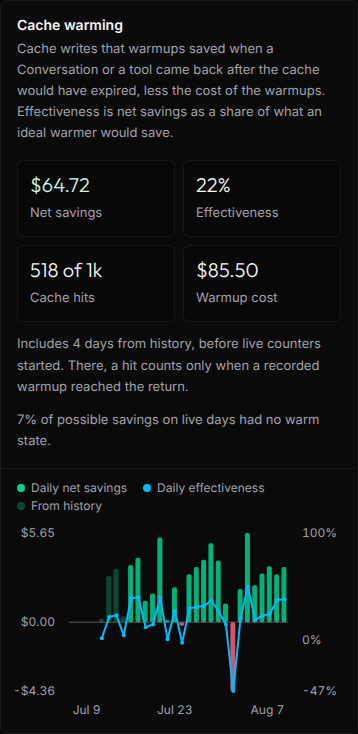 Cache warming
Cache writes that warmups saved when a
Conversation or a tool came back after the cache
would have expired, less the cost of the warmups.
Effectiveness is net savings as a share of what an
ideal warmer would save.
$64.72
Net savings
22%
Effectiveness
518 of 1k
Cache hits
$85.50
Warmup cost
Includes 4 days from history, before live counters
started. There, a hit counts only when a recorded
warmup reached the return.
7% of possible savings on live days had no warm
state.
Daily net savings
Daily effectiveness
From history
$5.65
100%
$0.00
0%
-$4.36
-47%
Jul 9
Jul 23
Aug 7